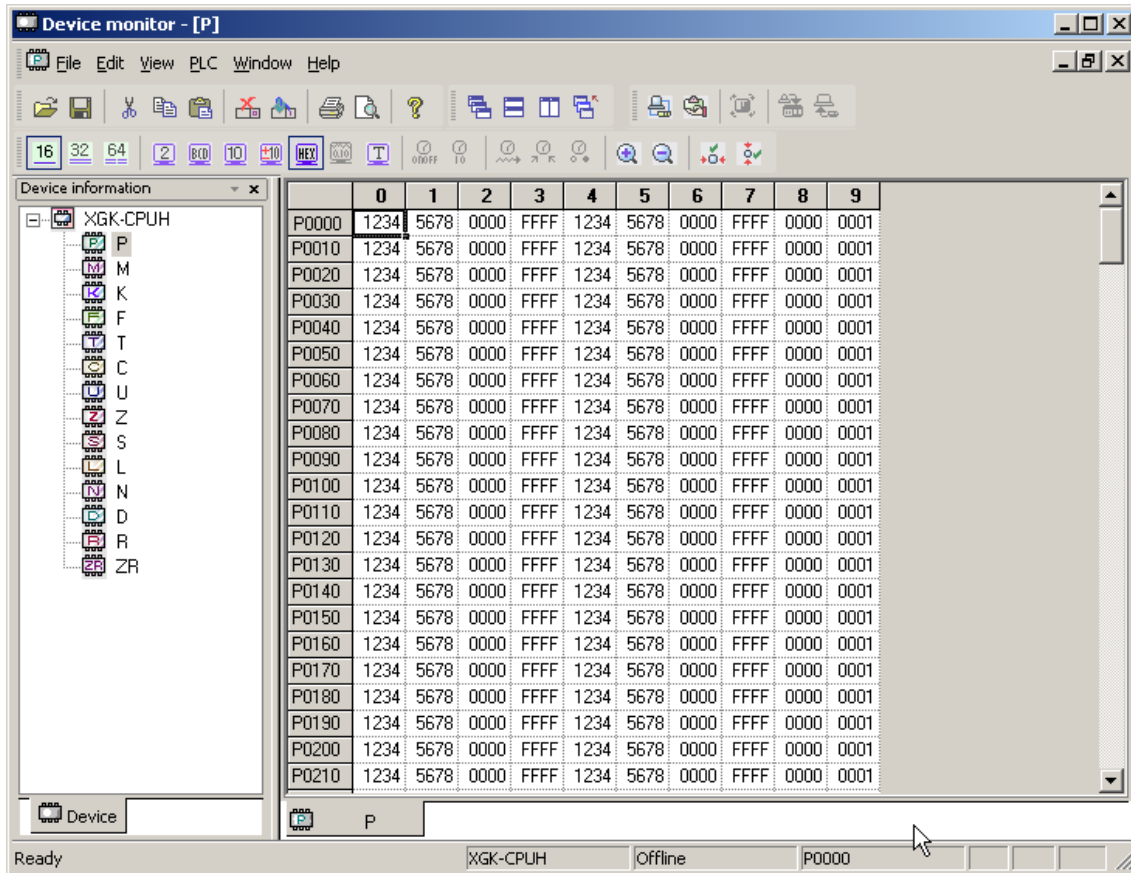 Device monitor - [P]
File Edit View PLC Window Help
16 32 64 2 BCD 10 ±10 HEX T
Device information
XGK-CPUH
P
M
K
F
T
C
U
Z
S
L
N
D
R
ZR
Device
0 1 2 3 4 5 6 7 8 9
P0000 1234 5678 0000 FFFF 1234 5678 0000 FFFF 0000 0001
P0010 1234 5678 0000 FFFF 1234 5678 0000 FFFF 0000 0001
P0020 1234 5678 0000 FFFF 1234 5678 0000 FFFF 0000 0001
P0030 1234 5678 0000 FFFF 1234 5678 0000 FFFF 0000 0001
P0040 1234 5678 0000 FFFF 1234 5678 0000 FFFF 0000 0001
P0050 1234 5678 0000 FFFF 1234 5678 0000 FFFF 0000 0001
P0060 1234 5678 0000 FFFF 1234 5678 0000 FFFF 0000 0001
P0070 1234 5678 0000 FFFF 1234 5678 0000 FFFF 0000 0001
P0080 1234 5678 0000 FFFF 1234 5678 0000 FFFF 0000 0001
P0090 1234 5678 0000 FFFF 1234 5678 0000 FFFF 0000 0001
P0100 1234 5678 0000 FFFF 1234 5678 0000 FFFF 0000 0001
P0110 1234 5678 0000 FFFF 1234 5678 0000 FFFF 0000 0001
P0120 1234 5678 0000 FFFF 1234 5678 0000 FFFF 0000 0001
P0130 1234 5678 0000 FFFF 1234 5678 0000 FFFF 0000 0001
P0140 1234 5678 0000 FFFF 1234 5678 0000 FFFF 0000 0001
P0150 1234 5678 0000 FFFF 1234 5678 0000 FFFF 0000 0001
P0160 1234 5678 0000 FFFF 1234 5678 0000 FFFF 0000 0001
P0170 1234 5678 0000 FFFF 1234 5678 0000 FFFF 0000 0001
P0180 1234 5678 0000 FFFF 1234 5678 0000 FFFF 0000 0001
P0190 1234 5678 0000 FFFF 1234 5678 0000 FFFF 0000 0001
P0200 1234 5678 0000 FFFF 1234 5678 0000 FFFF 0000 0001
P0210 1234 5678 0000 FFFF 1234 5678 0000 FFFF 0000 0001
P
Ready XGK-CPUH Offline P0000